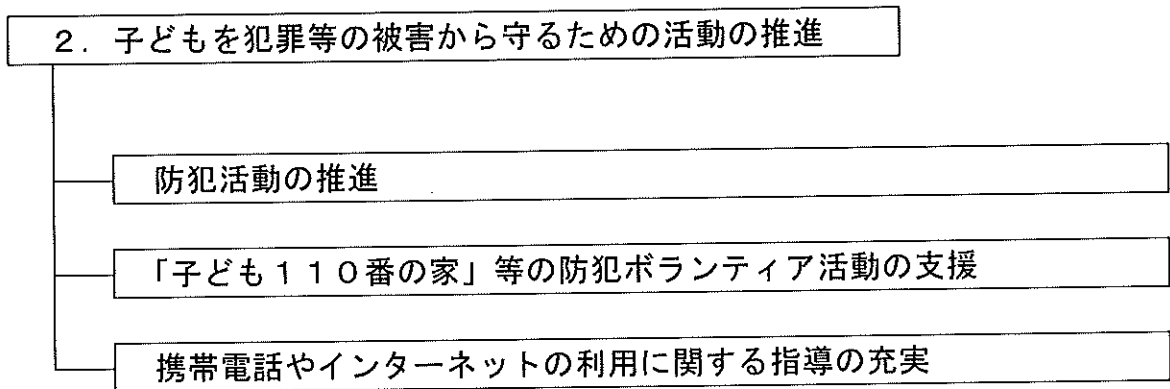 ２．子どもを犯罪等の被害から守るための活動の推進
防犯活動の推進
「子ども１１０番の家」等の防犯ボランティア活動の支援
携帯電話やインターネットの利用に関する指導の充実